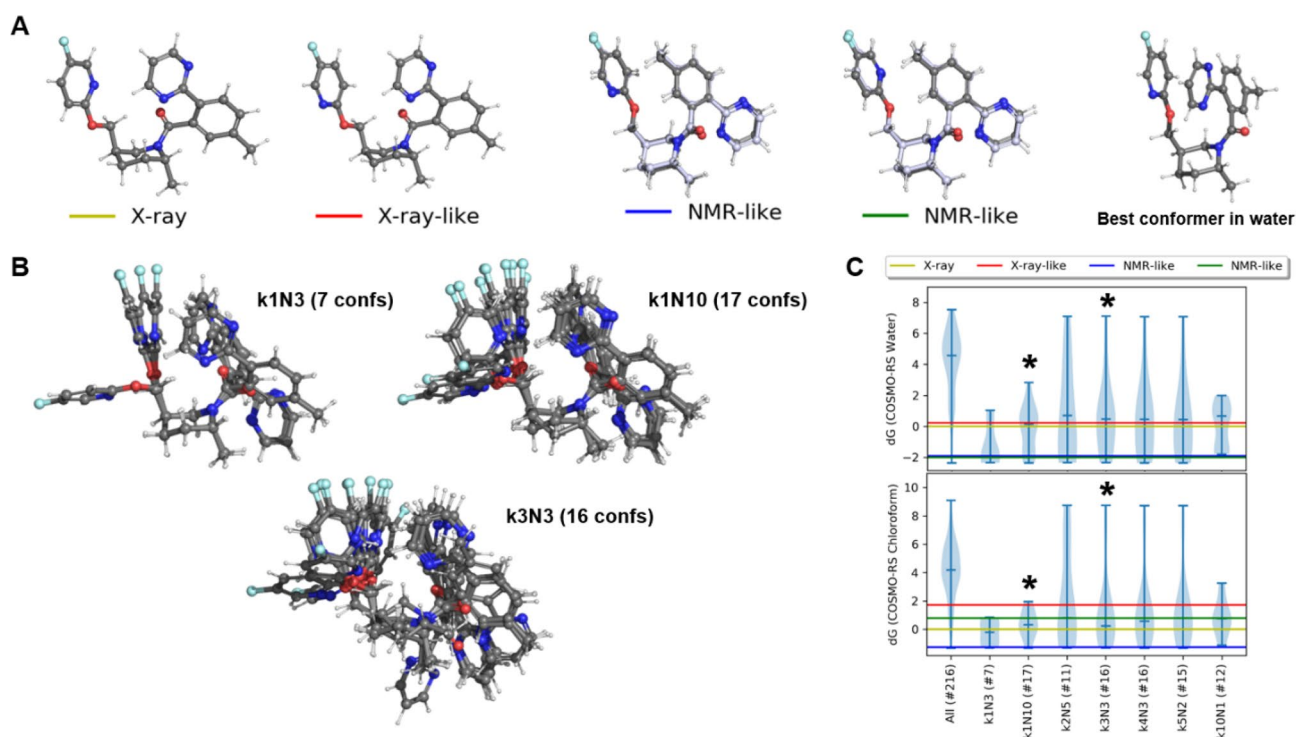 A
X-ray
X-ray-like
NMR-like
NMR-like
Best conformer in water
B
k1N3 (7 confs)
k1N10 (17 confs)
k3N3 (16 confs)
C
X-ray X-ray-like NMR-like NMR-like
dG (COSMO-RS Water)
8
6
4
2
0
−2
*
*
dG (COSMO-RS Chloroform)
10
8
6
4
2
0
*
*
All (#216)
k1N3 (#7)
k1N10 (#17)
k2N5 (#11)
k3N3 (#16)
k4N3 (#16)
k5N2 (#15)
k10N1 (#12)